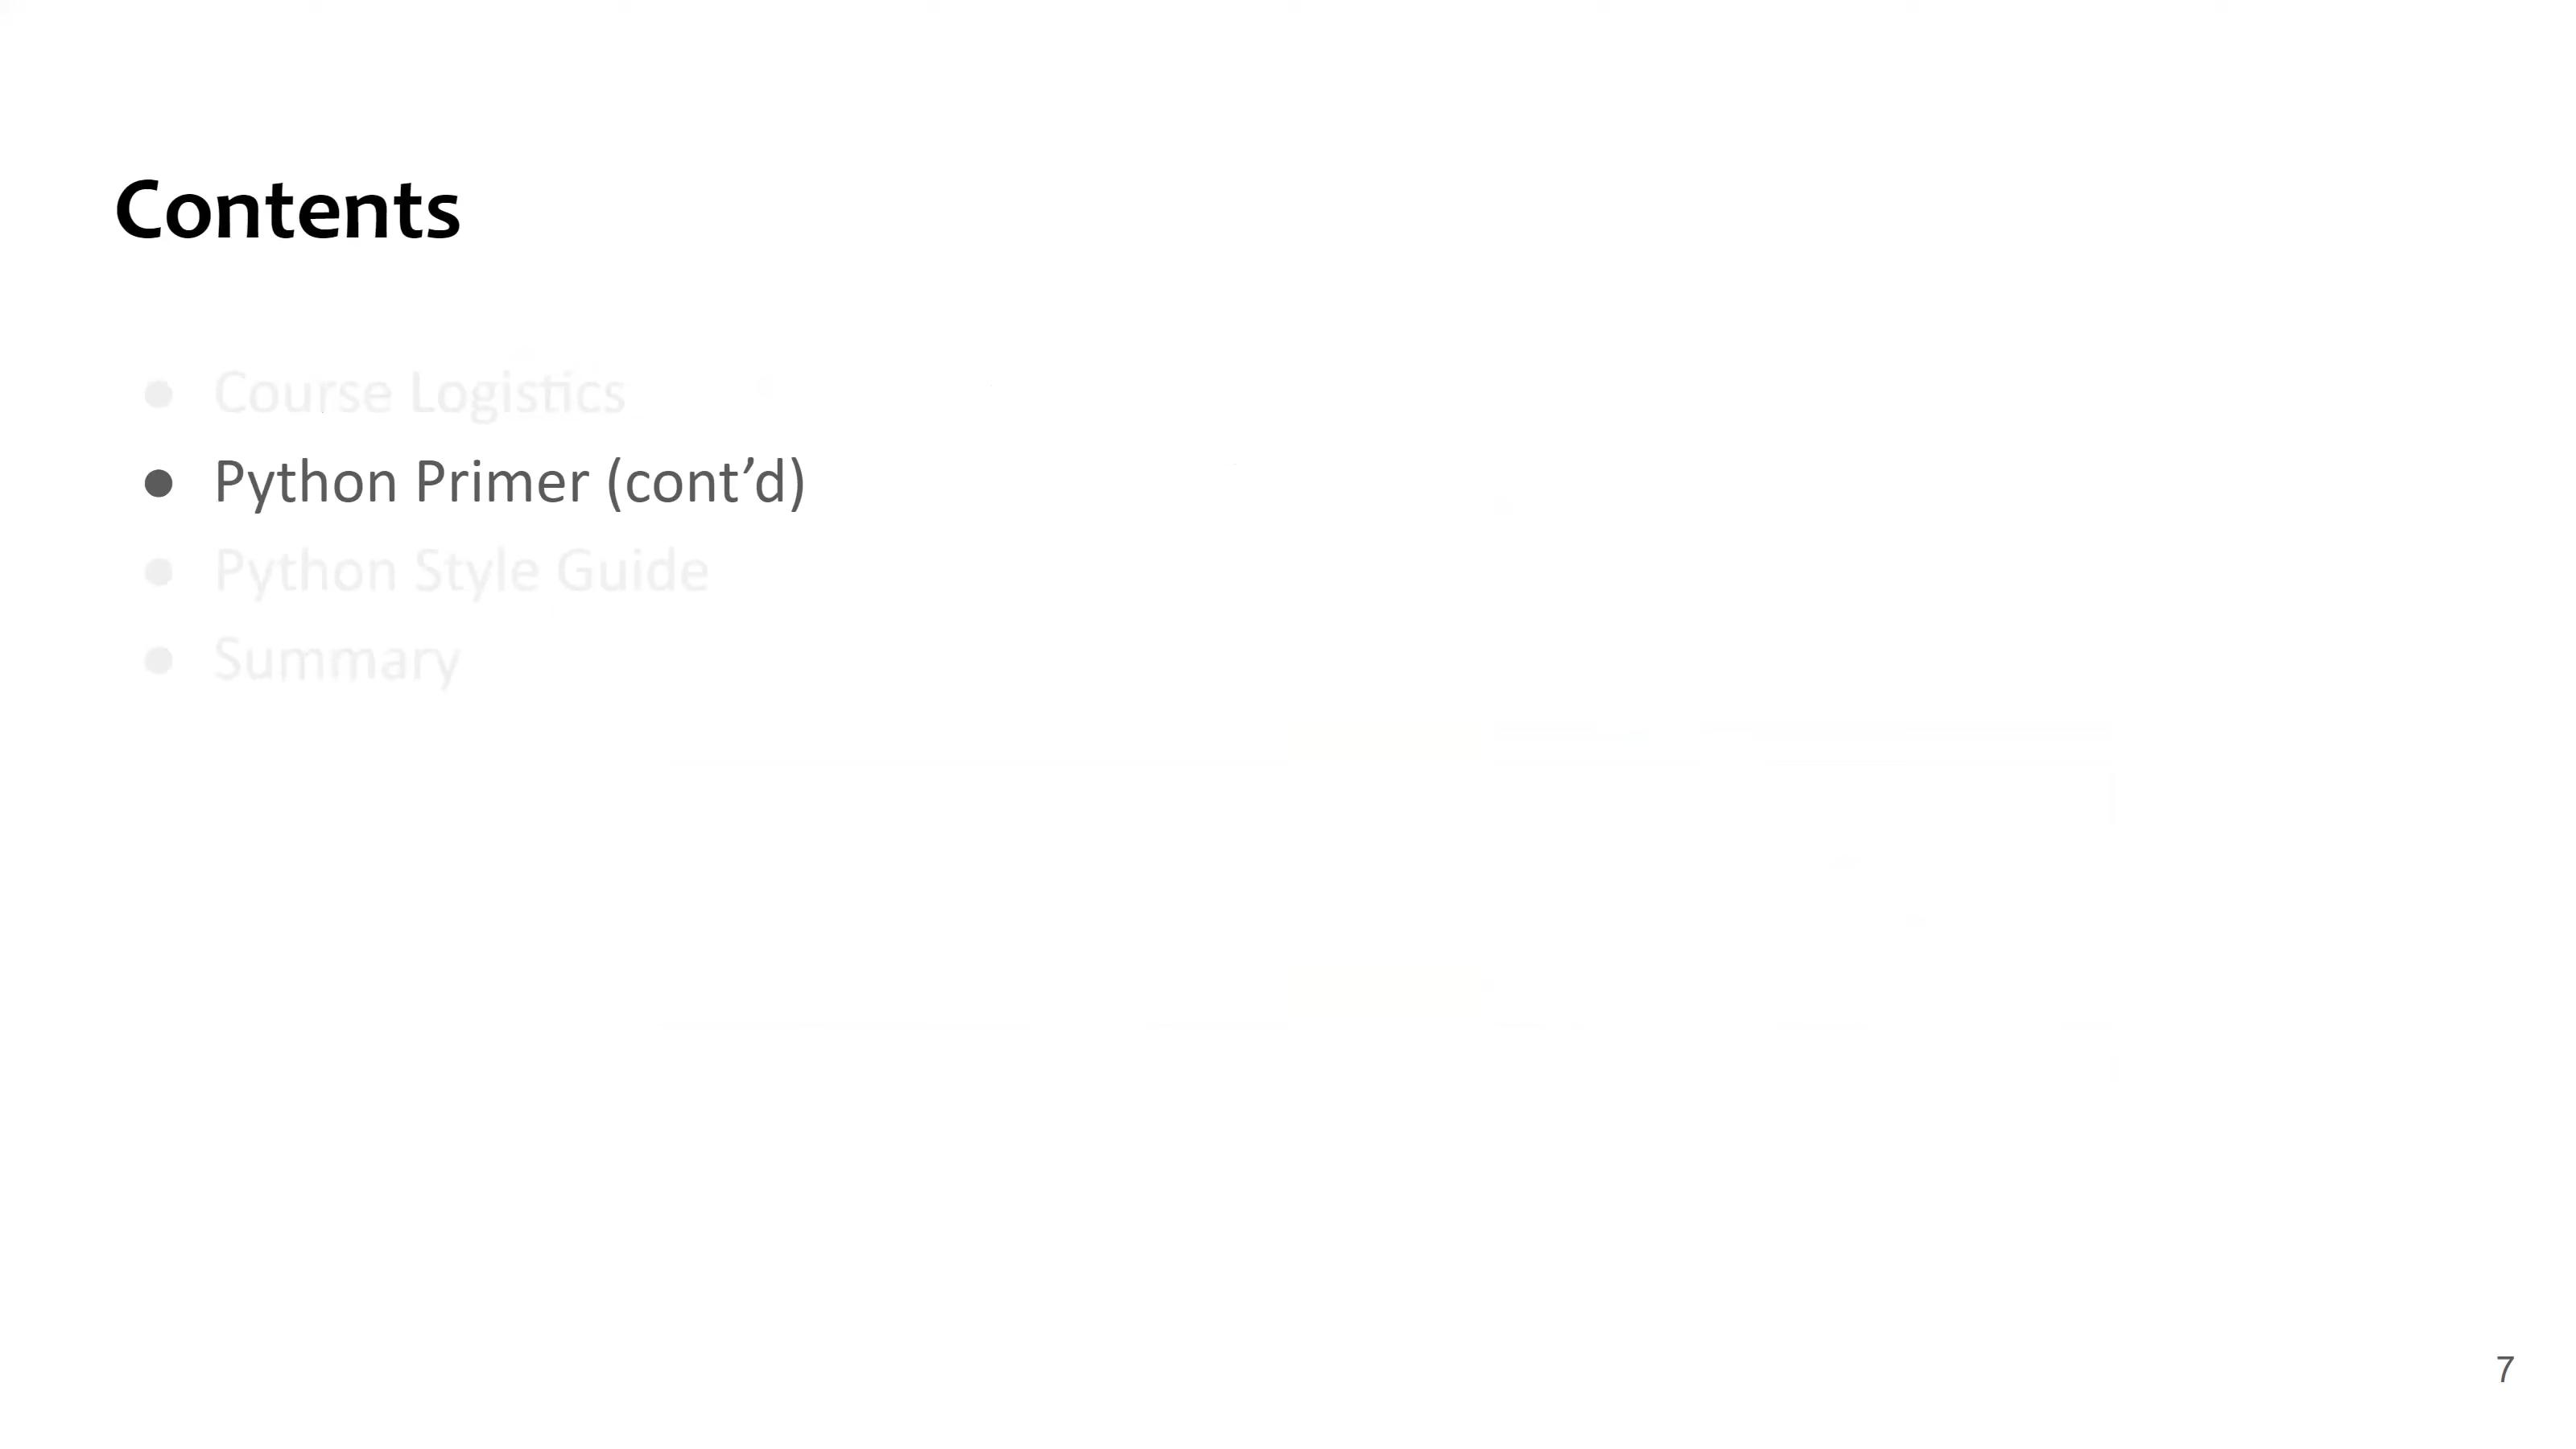 Contents
● Course Logistics
● Python Primer (cont’d)
● Python Style Guide
● Summary
7